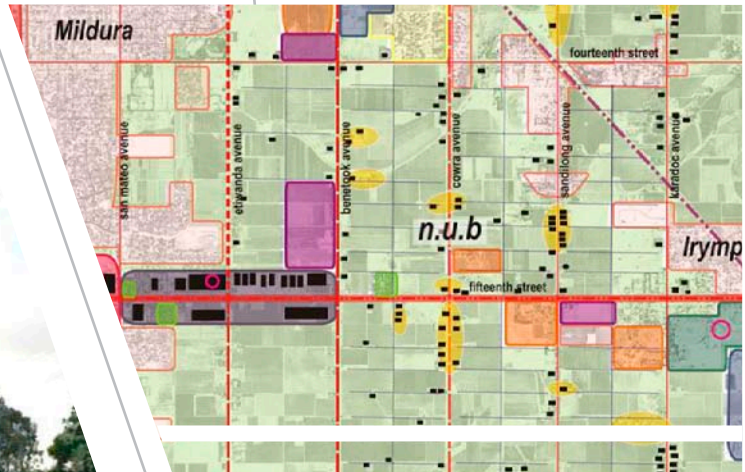 Mildura
fourteenth street
san mateo avenue
etiwanda avenue
benetook avenue
cowra avenue
sandilong avenue
karadoc avenue
n.u.b
Irymp
fifteenth street